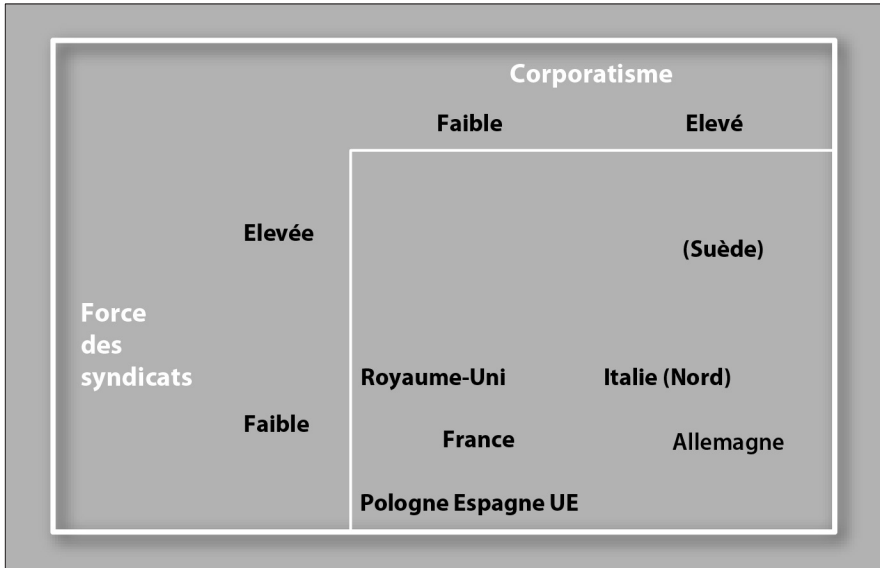 Corporatisme
Faible Elevé
Elevée
(Suède)
Force
des
syndicats
Royaume-Uni Italie (Nord)
Faible
France Allemagne
Pologne Espagne UE